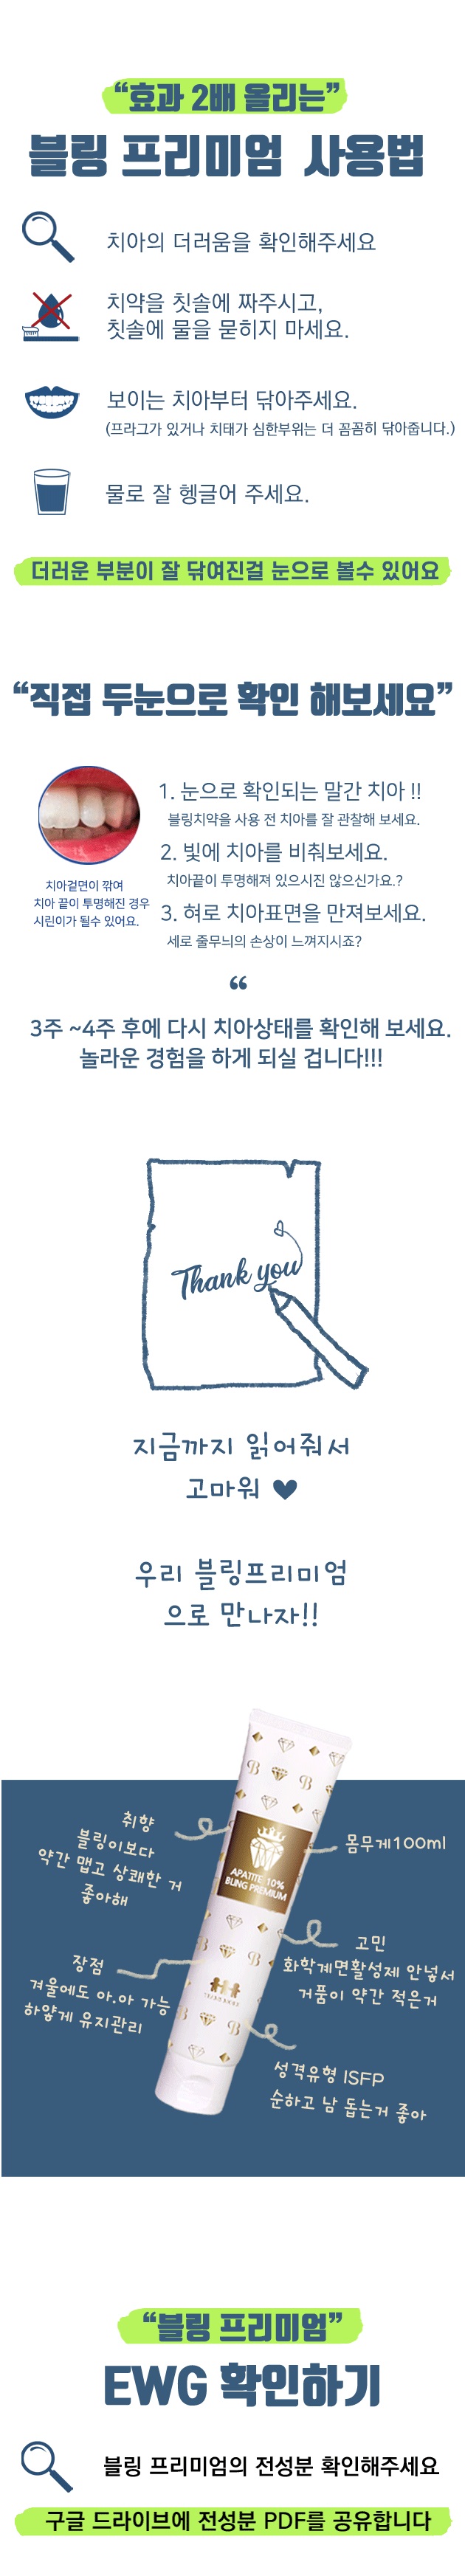 “효과 2배 올리는”
블링 프리미엄 사용법
치아의 더러움을 확인해주세요
치약을 칫솔에 짜주시고,
칫솔에 물을 묻히지 마세요.
보이는 치아부터 닦아주세요.
(프라그가 있거나 치태가 심한부위는 더 꼼꼼히 닦아줍니다.)
물로 잘 헹글어 주세요.
더러운 부분이 잘 닦여진걸 눈으로 볼수 있어요
“직접 두눈으로 확인 해보세요”
1. 눈으로 확인되는 말간 치아 !!
블링치약을 사용 전 치아를 잘 관찰해 보세요.
2. 빛에 치아를 비춰보세요.
치아끝이 투명해져 있으시진 않으신가요.?
3. 혀로 치아표면을 만져보세요.
세로 줄무늬의 손상이 느껴지시죠?
치아겉면이 깎여
치아 끝이 투명해진 경우
시린이가 될수 있어요.
“
3주 ~4주 후에 다시 치아상태를 확인해 보세요.
놀라운 경험을 하게 되실 겁니다!!!
Thank you
지금까지 읽어줘서
고마워 ♥
우리 블링프리미엄
으로 만나자!!
취향
블링이보다
약간 맵고 상쾌한 거
좋아해
몸무게100ml
APATITE 10%
BLING PREMIUM
고민
화학계면활성제 안넣서
거품이 약간 적은거
장점
겨울에도 아.아 가능
하얗게 유지관리
성격유형 ISFP
순하고 남 돕는거 좋아
“블링 프리미엄”
EWG 확인하기
블링 프리미엄의 전성분 확인해주세요
구글 드라이브에 전성분 PDF를 공유합니다